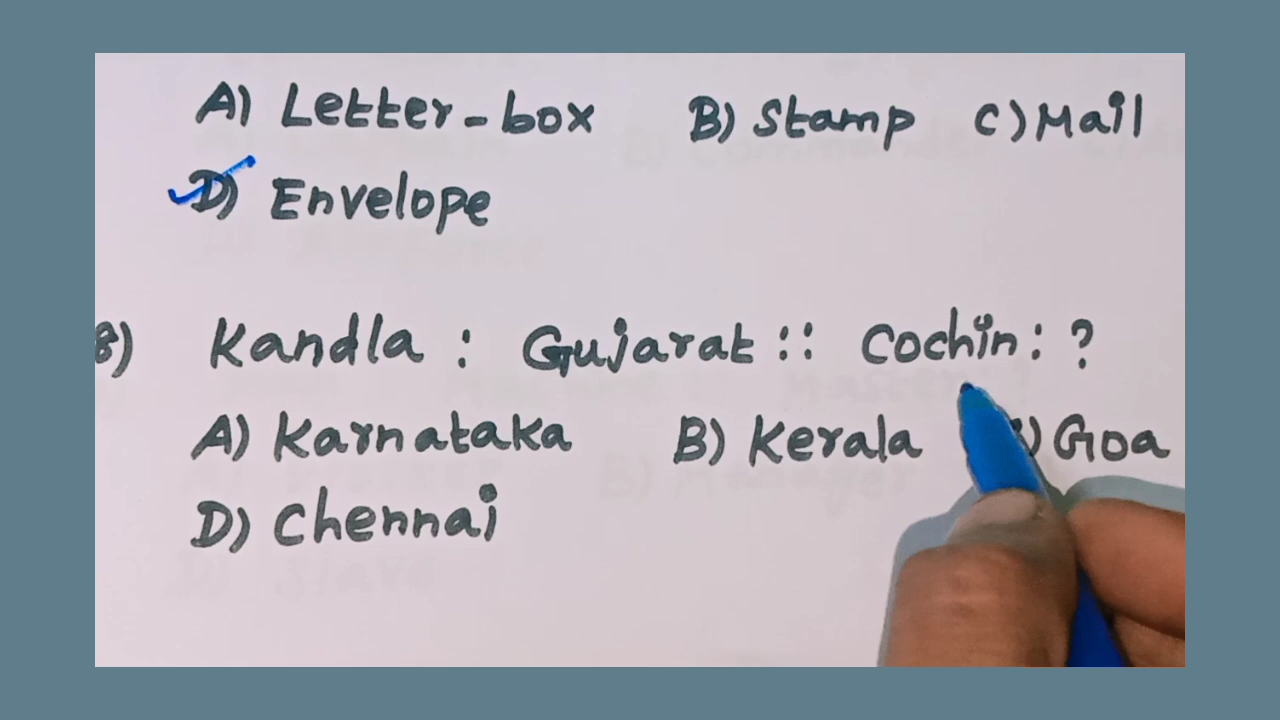 A) Letter-box B) Stamp C) Mail
D) Envelope
8) Kandla : Gujarat :: Cochin : ?
A) Karnataka B) Kerala C) Goa
D) Chennai